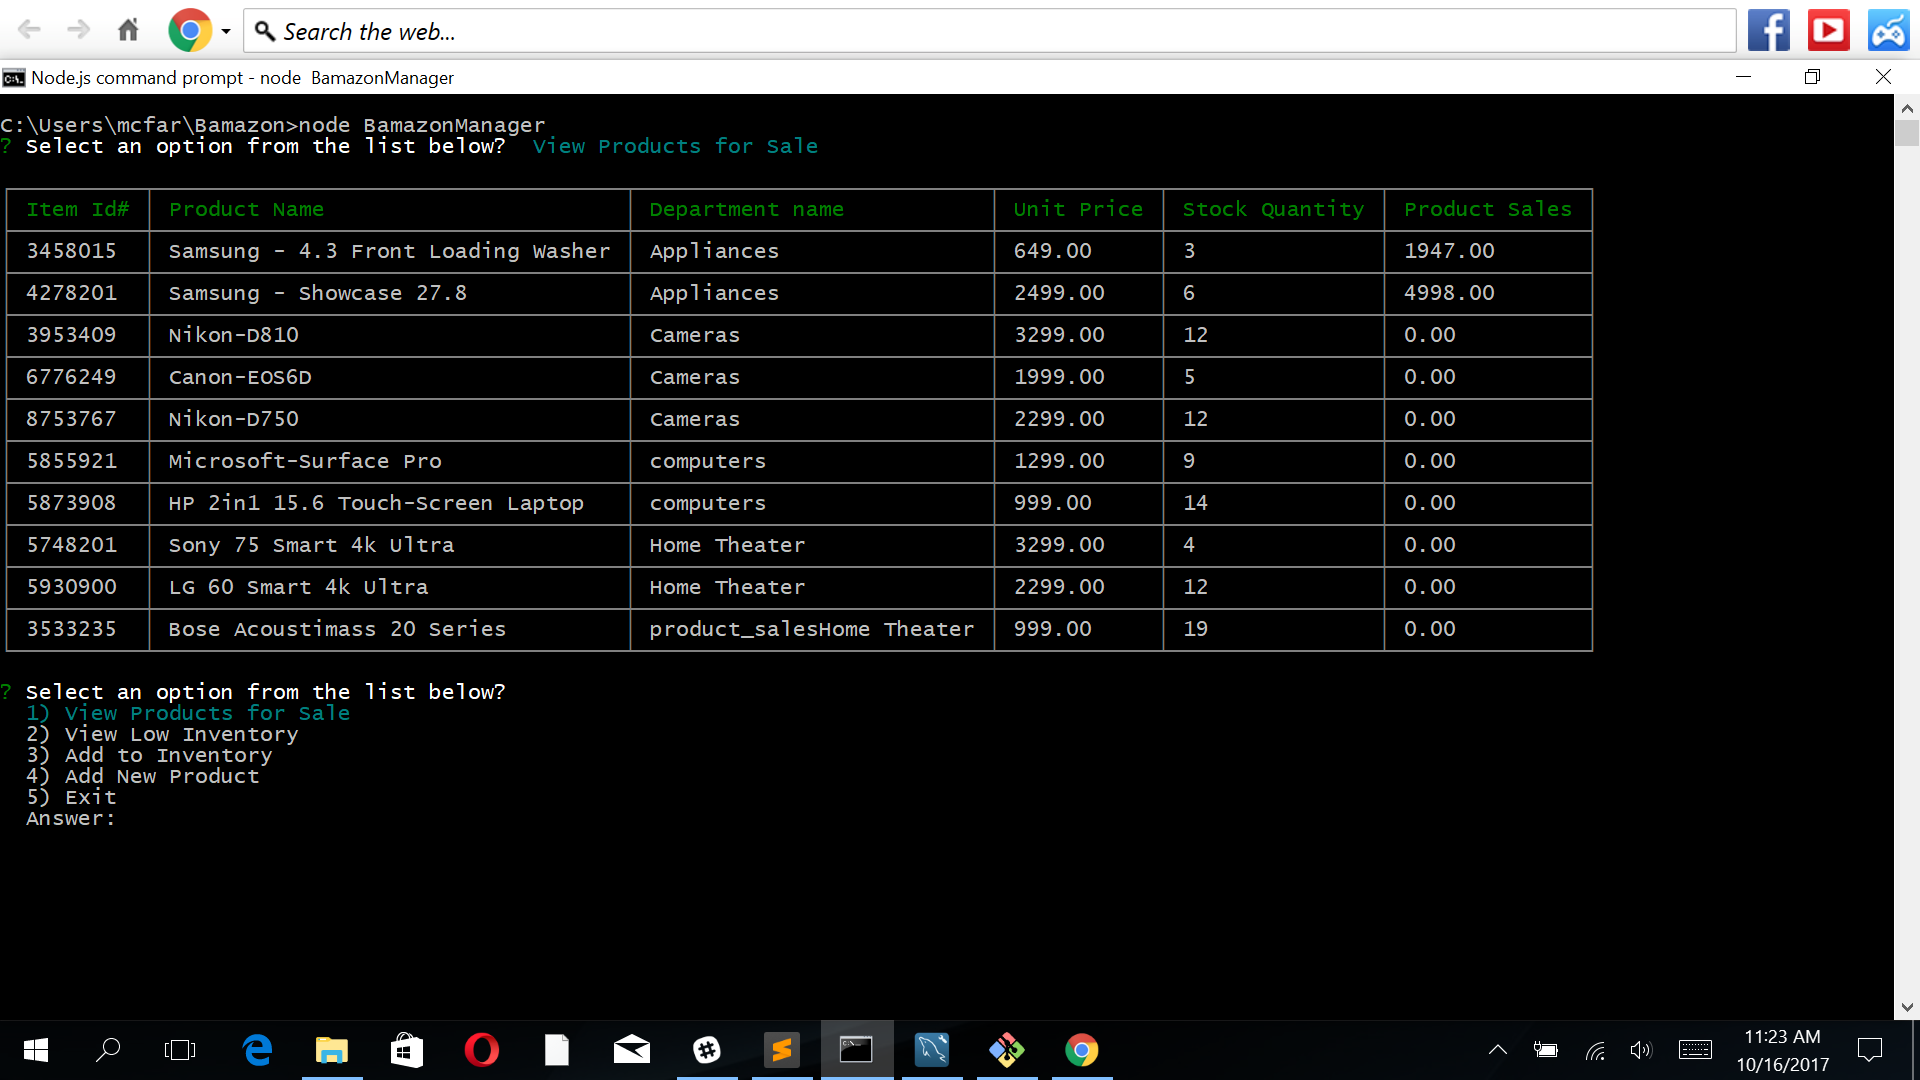 Search the web...
Node.js command prompt - node  BamazonManager
C:\Users\mcfar\Bamazon>node BamazonManager
? Select an option from the list below?  View Products for Sale
Item Id# Product Name Department name Unit Price Stock Quantity Product Sales
3458015 Samsung - 4.3 Front Loading Washer Appliances 649.00 3 1947.00
4278201 Samsung - Showcase 27.8 Appliances 2499.00 6 4998.00
3953409 Nikon-D810 Cameras 3299.00 12 0.00
6776249 Canon-EOS6D Cameras 1999.00 5 0.00
8753767 Nikon-D750 Cameras 2299.00 12 0.00
5855921 Microsoft-Surface Pro computers 1299.00 9 0.00
5873908 HP 2in1 15.6 Touch-Screen Laptop computers 999.00 14 0.00
5748201 Sony 75 Smart 4k Ultra Home Theater 3299.00 4 0.00
5930900 LG 60 Smart 4k Ultra Home Theater 2299.00 12 0.00
3533235 Bose Acoustimass 20 Series product_salesHome Theater 999.00 19 0.00
? Select an option from the list below?
1) View Products for Sale
2) View Low Inventory
3) Add to Inventory
4) Add New Product
5) Exit
Answer:
11:23 AM
10/16/2017